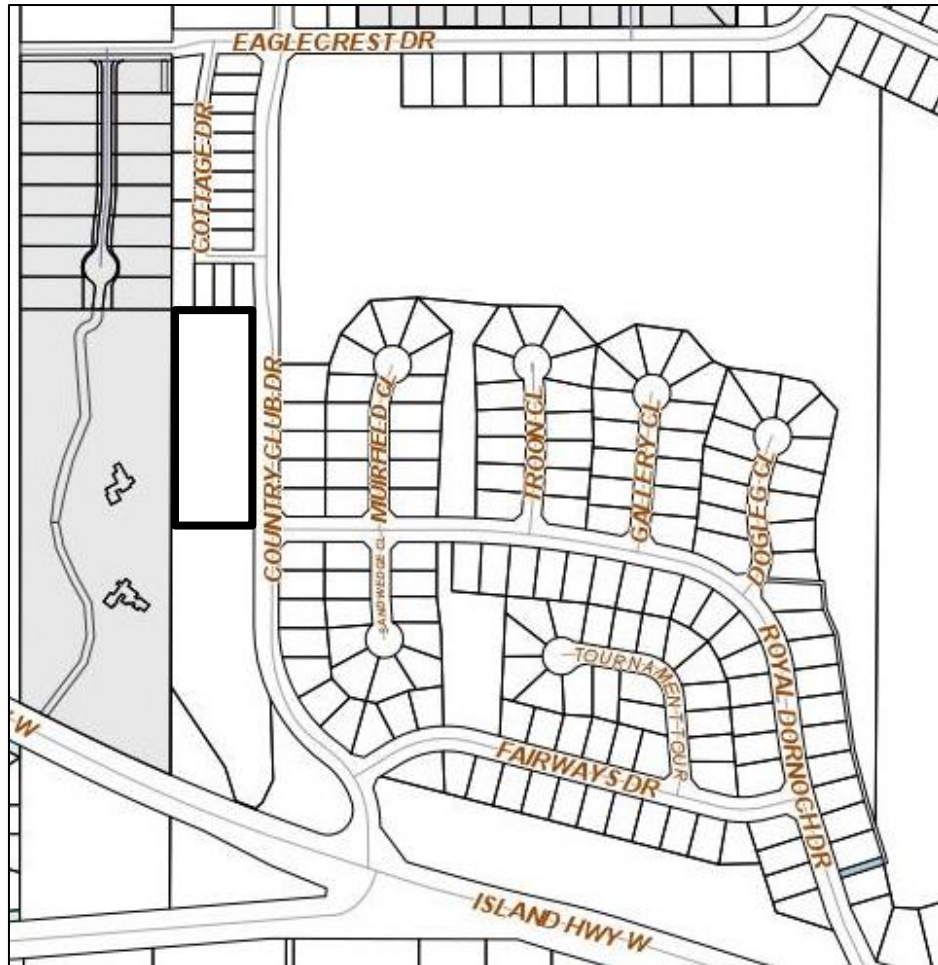 EAGLECREST DR
COTTAGE DR
COUNTRY CLUB DR
MUIRFIELD CL
TROON CL
GALLERY CL
DOGLEG CL
SANDWEDGE CL
TOURNAMENT TOUR
ROYAL DORNOCH DR
FAIRWAYS DR
W
ISLAND HWY W